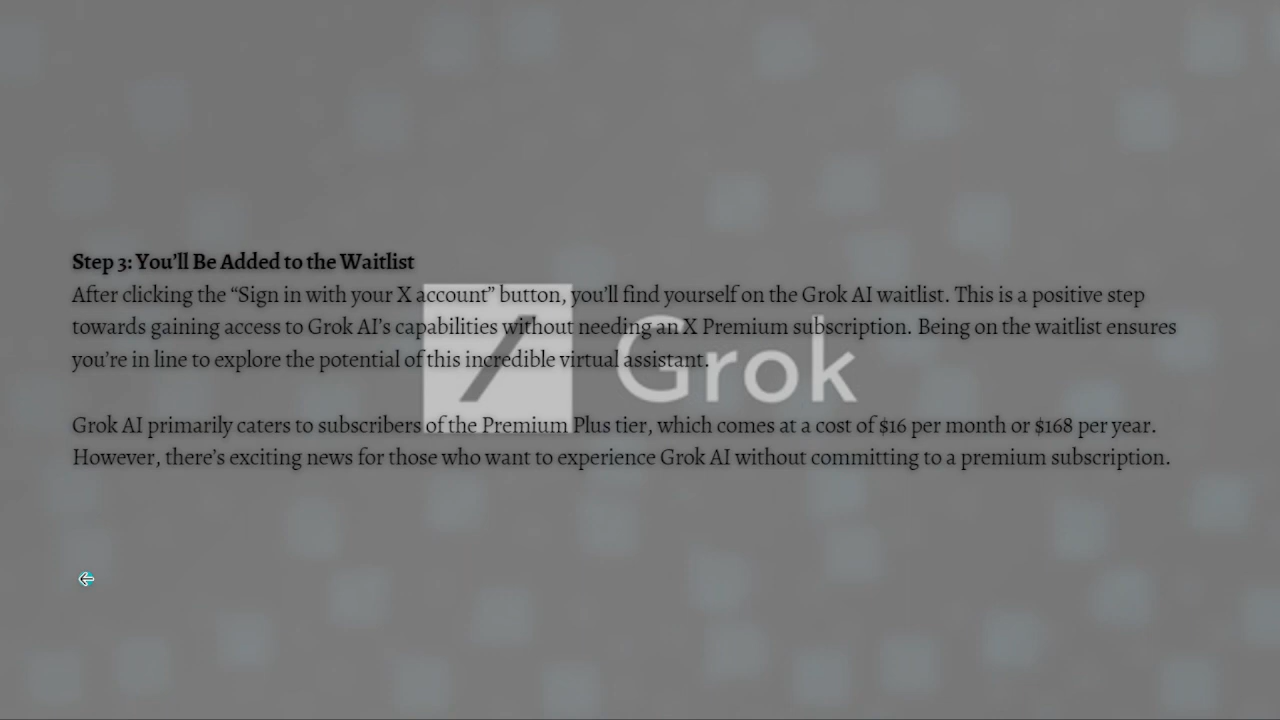 Step 3: You’ll Be Added to the Waitlist
After clicking the “Sign in with your X account” button, you’ll find yourself on the Grok AI waitlist. This is a positive step
towards gaining access to Grok AI’s capabilities without needing an X Premium subscription. Being on the waitlist ensures
you’re in line to explore the potential of this incredible virtual assistant.
Grok
Grok AI primarily caters to subscribers of the Premium Plus tier, which comes at a cost of $16 per month or $168 per year.
However, there’s exciting news for those who want to experience Grok AI without committing to a premium subscription.